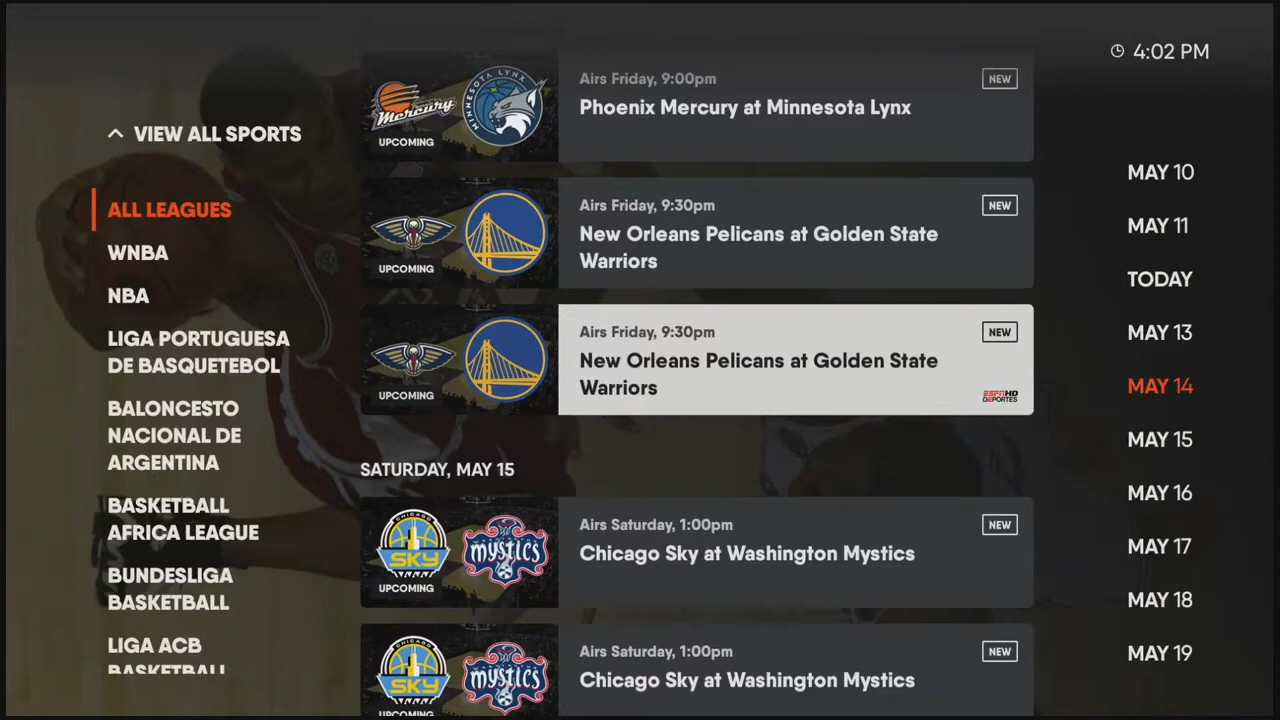 4:02 PM
VIEW ALL SPORTS
ALL LEAGUES
WNBA
NBA
LIGA PORTUGUESA
DE BASQUETEBOL
BALONCESTO
NACIONAL DE
ARGENTINA
BASKETBALL
AFRICA LEAGUE
BUNDESLIGA
BASKETBALL
LIGA ACB
BASKETBALL
Mercury
MINNESOTA LYNX
UPCOMING
Airs Friday, 9:00pm
NEW
Phoenix Mercury at Minnesota Lynx
UPCOMING
Airs Friday, 9:30pm
NEW
New Orleans Pelicans at Golden State
Warriors
UPCOMING
Airs Friday, 9:30pm
NEW
New Orleans Pelicans at Golden State
Warriors
ESPN HD
DEPORTES
SATURDAY, MAY 15
CHICAGO
SKY
MYSTICS
UPCOMING
Airs Saturday, 1:00pm
NEW
Chicago Sky at Washington Mystics
CHICAGO
SKY
MYSTICS
UPCOMING
Airs Saturday, 1:00pm
NEW
Chicago Sky at Washington Mystics
MAY 10
MAY 11
TODAY
MAY 13
MAY 14
MAY 15
MAY 16
MAY 17
MAY 18
MAY 19